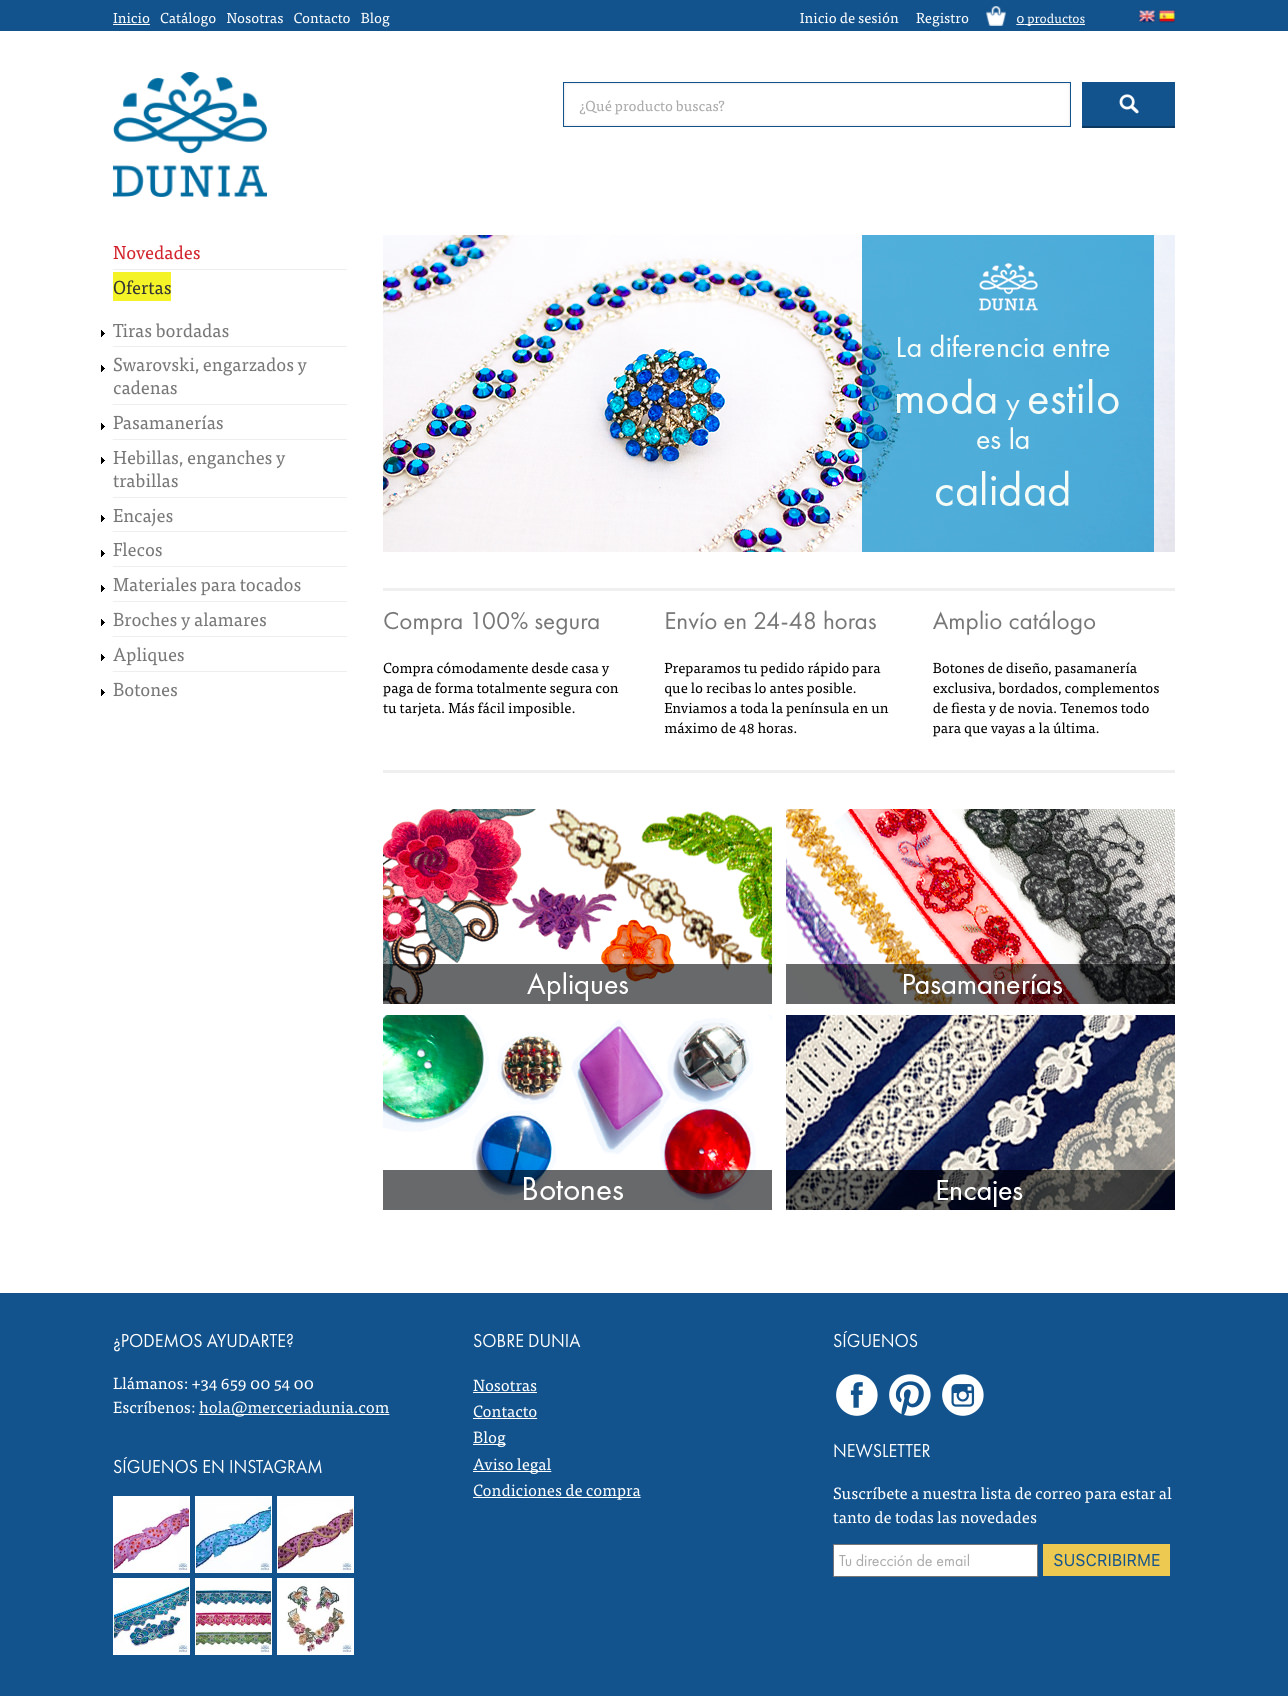 Inicio Catálogo Nosotras Contacto Blog
Inicio de sesión Registro 0 productos
¿Qué producto buscas?
DUNIA
Novedades
Ofertas
Tiras bordadas
Swarovski, engarzados y
cadenas
Pasamanerías
Hebillas, enganches y
trabillas
Encajes
Flecos
Materiales para tocados
Broches y alamares
Apliques
Botones
DUNIA
La diferencia entre
moda y estilo
es la
calidad
Compra 100% segura
Compra cómodamente desde casa y
paga de forma totalmente segura con
tu tarjeta. Más fácil imposible.
Envío en 24-48 horas
Preparamos tu pedido rápido para
que lo recibas lo antes posible.
Enviamos a toda la península en un
máximo de 48 horas.
Amplio catálogo
Botones de diseño, pasamanería
exclusiva, bordados, complementos
de fiesta y de novia. Tenemos todo
para que vayas a la última.
Apliques
Pasamanerías
Botones
Encajes
¿PODEMOS AYUDARTE?
Llámanos: +34 659 00 54 00
Escríbenos: hola@merceriadunia.com
SÍGUENOS EN INSTAGRAM
SOBRE DUNIA
Nosotras
Contacto
Blog
Aviso legal
Condiciones de compra
SÍGUENOS
NEWSLETTER
Suscríbete a nuestra lista de correo para estar al
tanto de todas las novedades
Tu dirección de email
SUSCRIBIRME